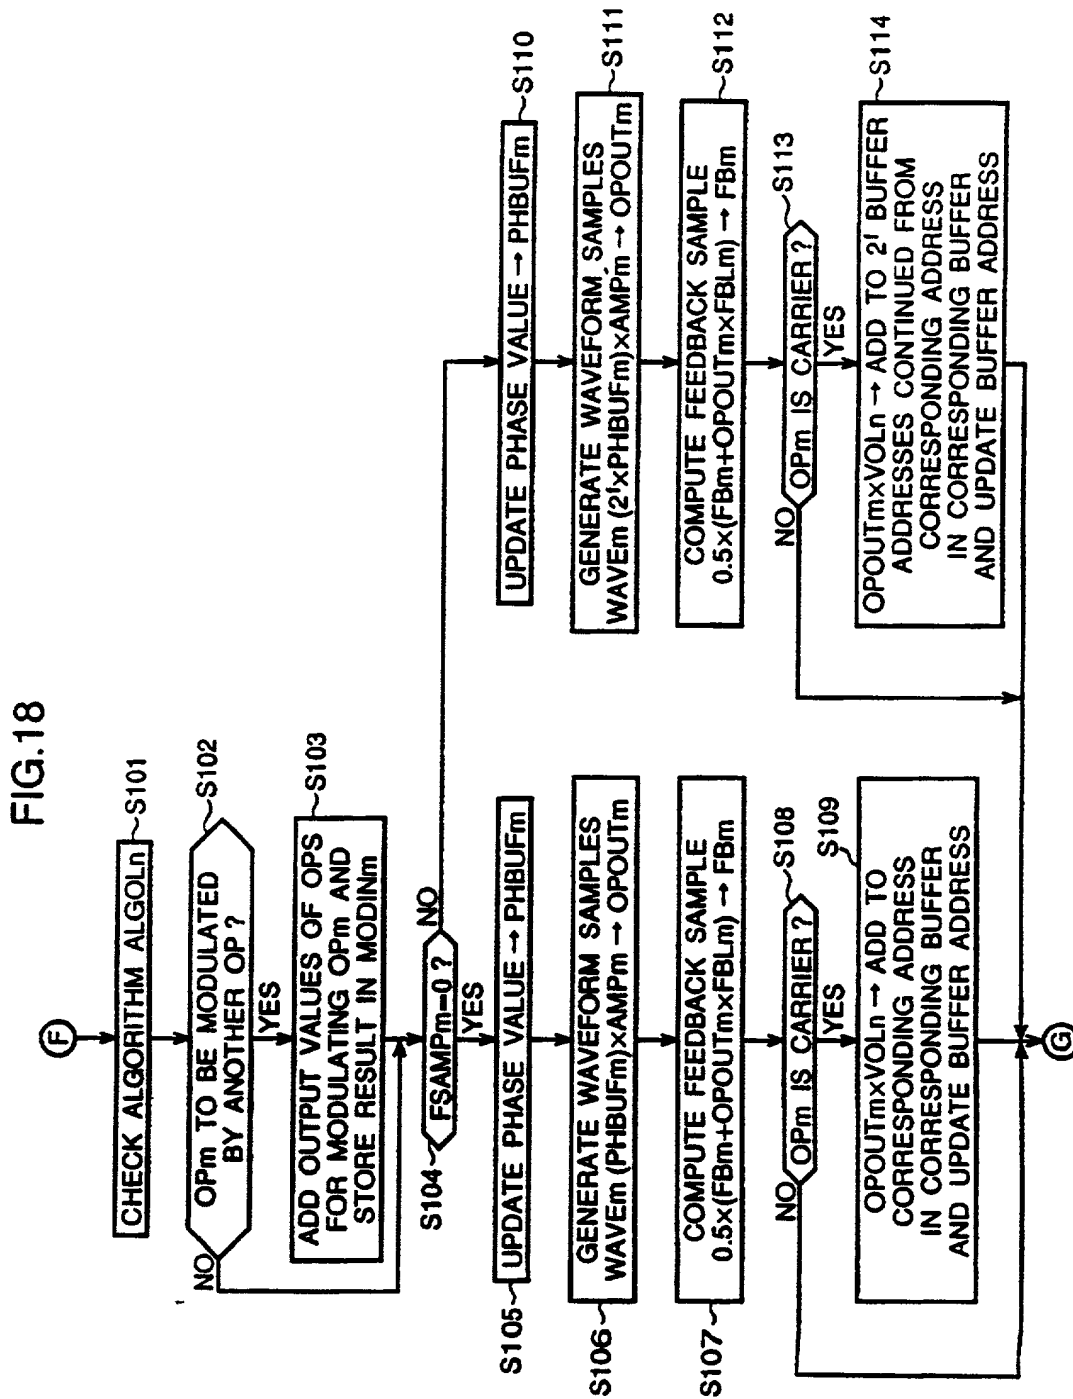 FIG.18
F
CHECK ALGORITHM ALGOLn
S101
OPm TO BE MODULATED
BY ANOTHER OP ?
S102
NO
YES
ADD OUTPUT VALUES OF OPS
FOR MODULATING OPm AND
STORE RESULT IN MODINm
S103
FSAMPm=0 ?
S104
NO
YES
UPDATE PHASE VALUE → PHBUFm
S105
GENERATE WAVEFORM SAMPLES
WAVEm (PHBUFm)×AMPm → OPOUTm
S106
COMPUTE FEEDBACK SAMPLE
0.5×(FBm+OPOUTm×FBLm) → FBm
S107
OPm IS CARRIER ?
S108
NO
YES
OPOUTm×VOLn → ADD TO
CORRESPONDING ADDRESS
IN CORRESPONDING BUFFER
AND UPDATE BUFFER ADDRESS
S109
UPDATE PHASE VALUE → PHBUFm
S110
GENERATE WAVEFORM SAMPLES
WAVEm (2^f×PHBUFm)×AMPm → OPOUTm
S111
COMPUTE FEEDBACK SAMPLE
0.5×(FBm+OPOUTm×FBLm) → FBm
S112
OPm IS CARRIER ?
S113
NO
YES
OPOUTm×VOLn → ADD TO 2^f BUFFER
ADDRESSES CONTINUED FROM
CORRESPONDING ADDRESS
IN CORRESPONDING BUFFER
AND UPDATE BUFFER ADDRESS
S114
G